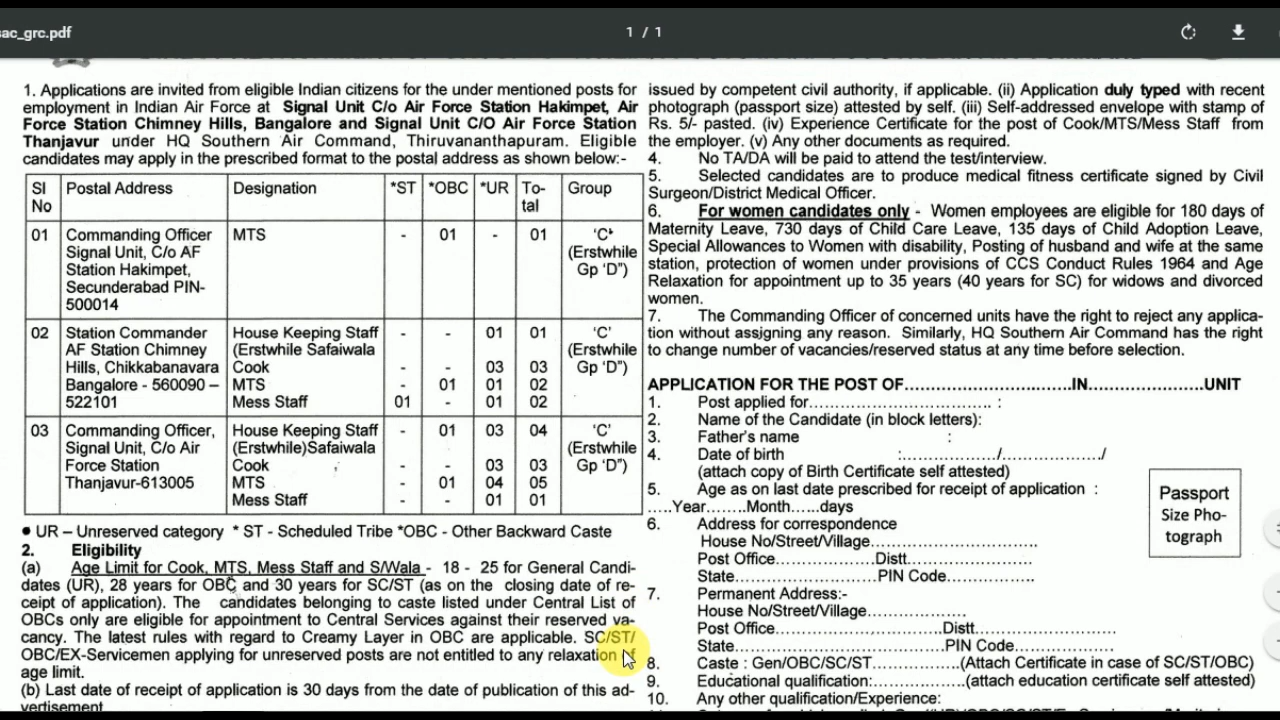 sac_grc.pdf
1 / 1
1. Applications are invited from eligible Indian citizens for the under mentioned posts for
employment in Indian Air Force at Signal Unit C/o Air Force Station Hakimpet, Air
Force Station Chimney Hills, Bangalore and Signal Unit C/O Air Force Station
Thanjavur under HQ Southern Air Command, Thiruvananthapuram. Eligible
candidates may apply in the prescribed format to the postal address as shown below:-
Sl No Postal Address Designation *ST *OBC *UR To-tal Group
01 Commanding Officer MTS - 01 - 01 'C'
Signal Unit, C/o AF (Erstwhile
Station Hakimpet, Gp 'D")
Secunderabad PIN-
500014
02 Station Commander House Keeping Staff - - 01 01 'C'
AF Station Chimney (Erstwhile Safaiwala (Erstwhile
Hills, Chikkabanavara Cook - - 03 03 Gp 'D")
Bangalore - 560090 – MTS - 01 01 02
522101 Mess Staff 01 - 01 02
03 Commanding Officer, House Keeping Staff - 01 03 04 'C'
Signal Unit, C/o Air (Erstwhile)Safaiwala (Erstwhile
Force Station Cook - - 03 03 Gp 'D")
Thanjavur-613005 MTS - 01 04 05
Mess Staff - - 01 01
● UR – Unreserved category * ST - Scheduled Tribe *OBC - Other Backward Caste
2. Eligibility
(a) Age Limit for Cook, MTS, Mess Staff and S/Wala - 18 - 25 for General Candi-
dates (UR), 28 years for OBC and 30 years for SC/ST (as on the closing date of re-
ceipt of application). The candidates belonging to caste listed under Central List of
OBCs only are eligible for appointment to Central Services against their reserved va-
cancy. The latest rules with regard to Creamy Layer in OBC are applicable. SC/ST/
OBC/EX-Servicemen applying for unreserved posts are not entitled to any relaxation of
age limit.
(b) Last date of receipt of application is 30 days from the date of publication of this ad-
vertisement
issued by competent civil authority, if applicable. (ii) Application duly typed with recent
photograph (passport size) attested by self. (iii) Self-addressed envelope with stamp of
Rs. 5/- pasted. (iv) Experience Certificate for the post of Cook/MTS/Mess Staff from
the employer. (v) Any other documents as required.
4. No TA/DA will be paid to attend the test/interview.
5. Selected candidates are to produce medical fitness certificate signed by Civil
Surgeon/District Medical Officer.
6. For women candidates only - Women employees are eligible for 180 days of
Maternity Leave, 730 days of Child Care Leave, 135 days of Child Adoption Leave,
Special Allowances to Women with disability, Posting of husband and wife at the same
station, protection of women under provisions of CCS Conduct Rules 1964 and Age
Relaxation for appointment up to 35 years (40 years for SC) for widows and divorced
women.
7. The Commanding Officer of concerned units have the right to reject any applica-
tion without assigning any reason. Similarly, HQ Southern Air Command has the right
to change number of vacancies/reserved status at any time before selection.
APPLICATION FOR THE POST OF..............................IN......................UNIT
1. Post applied for................................... :
2. Name of the Candidate (in block letters):
3. Father's name :
4. Date of birth :................./................../
(attach copy of Birth Certificate self attested)
5. Age as on last date prescribed for receipt of application :
.....Year........Month......days
6. Address for correspondence
House No/Street/Village...............................
Post Office......................Distt......................
State..........................PIN Code.................
7. Permanent Address:-
House No/Street/Village...................
Post Office...................................Distt.......................
State.......................................PIN Code......................
8. Caste : Gen/OBC/SC/ST.................(Attach Certificate in case of SC/ST/OBC)
9. Educational qualification:...................(attach education certificate self attested)
10. Any other qualification/Experience:
Passport
Size Pho-
tograph